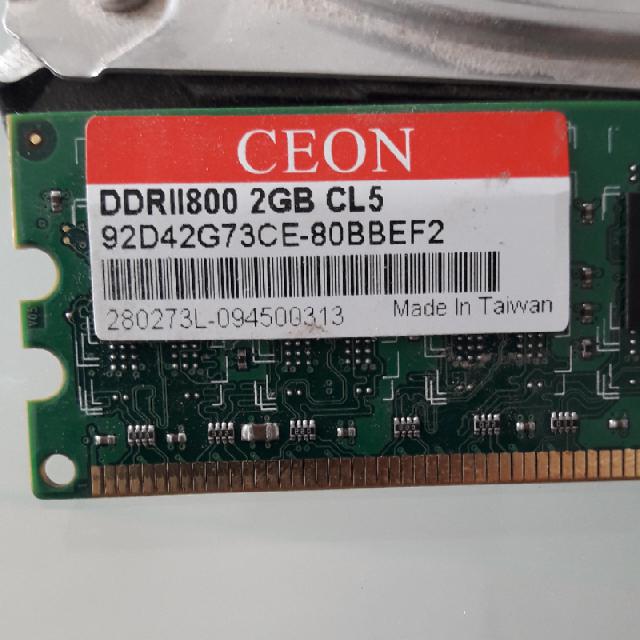 CEON
DDRII800 2GB CL5
92D42G73CE-80BBEF2
280273L-094500313
Made In Taiwan